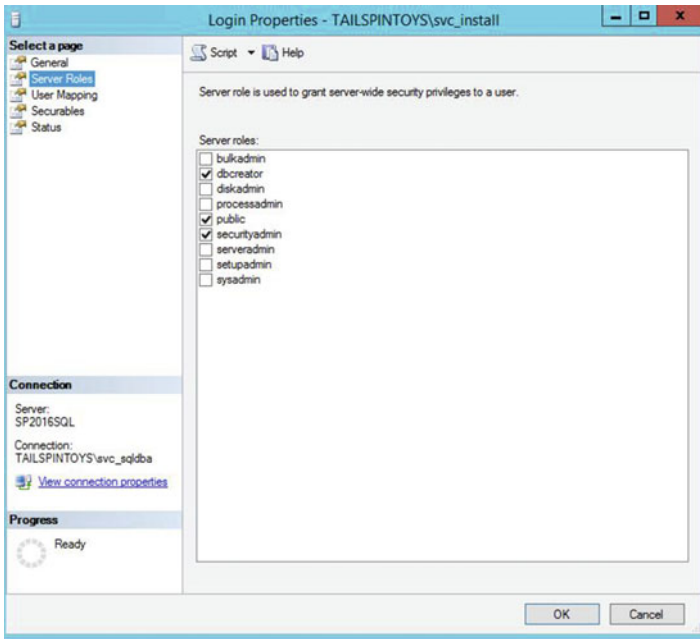 Login Properties - TAILSPINTOYS\svc_install
Select a page
General
Server Roles
User Mapping
Securables
Status
Script
Help
Server role is used to grant server-wide security privileges to a user.
Server roles:
bulkadmin
dbcreator
diskadmin
processadmin
public
securityadmin
serveradmin
setupadmin
sysadmin
Connection
Server:
SP2016SQL
Connection:
TAILSPINTOYS\svc_sqldba
View connection properties
Progress
Ready
OK
Cancel